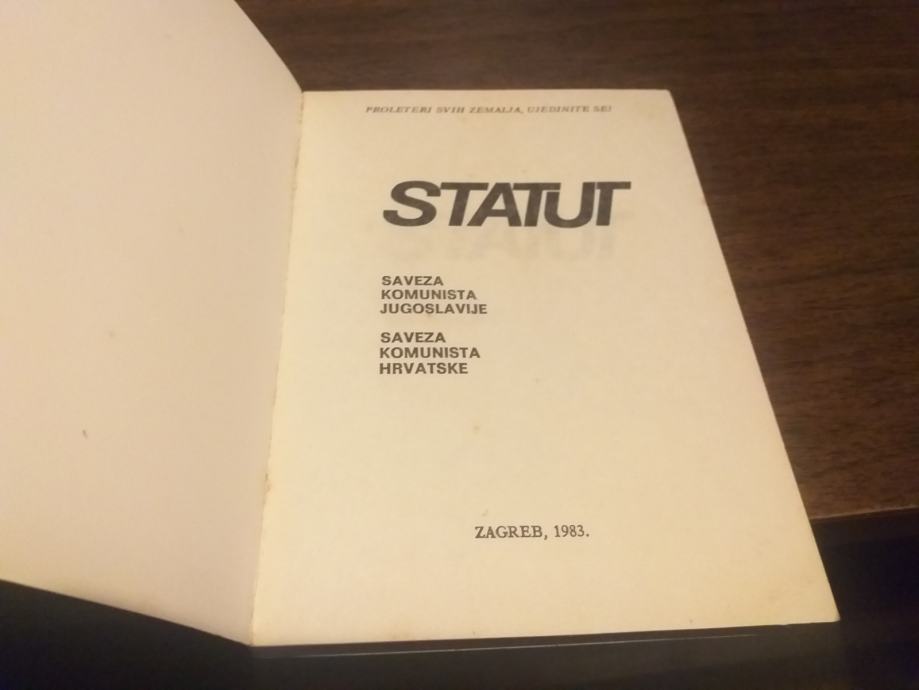 PROLETERI SVIH ZEMALJA, UJEDINITE SE!
STATUT
SAVEZA
KOMUNISTA
JUGOSLAVIJE
SAVEZA
KOMUNISTA
HRVATSKE
ZAGREB, 1983.